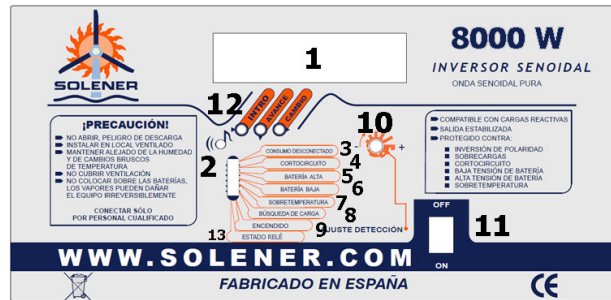 1
SOLENER
8000 W
INVERSOR SENOIDAL
ONDA SENOIDAL PURA
12
INTRO
AVANCE
CAMBIO
¡PRECAUCIÓN!
NO ABRIR, PELIGRO DE DESCARGA
INSTALAR EN LOCAL VENTILADO
MANTENER ALEJADO DE LA HUMEDAD
Y DE CAMBIOS BRUSCOS
DE TEMPERATURA
NO CUBRIR VENTILACIÓN
NO COLOCAR SOBRE LAS BATERÍAS,
LOS VAPORES PUEDEN DAÑAR
EL EQUIPO IRREVERSIBLEMENTE
CONECTAR SÓLO
POR PERSONAL CUALIFICADO
2
CONSUMO DESCONECTADO 3
CORTOCIRCUITO 4
BATERÍA ALTA 5
BATERÍA BAJA 6
SOBRETEMPERATURA 7
BÚSQUEDA DE CARGA 8
ENCENDIDO 9
13 ESTADO RELÉ
10
- +
AJUSTE DETECCIÓN
COMPATIBLE CON CARGAS REACTIVAS
SALIDA ESTABILIZADA
PROTEGIDO CONTRA:
INVERSIÓN DE POLARIDAD
SOBRECARGAS
CORTOCIRCUITO
BAJA TENSIÓN DE BATERÍA
ALTA TENSIÓN DE BATERÍA
SOBRETEMPERATURA
OFF
11
ON
WWW.SOLENER.COM
FABRICADO EN ESPAÑA
CE